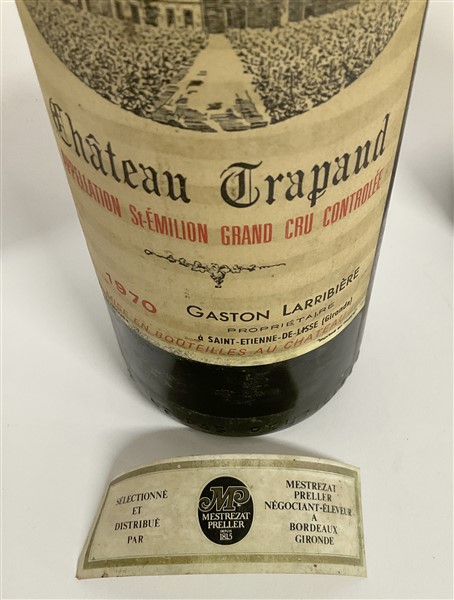 Château Trapaud
APPELLATION St-ÉMILION GRAND CRU CONTROLÉE
1970
GASTON LARRIBIÈRE
PROPRIÉTAIRE
à SAINT-ETIENNE-DE-LISSE (Gironde)
MISE EN BOUTEILLES AU CHATEAU
SÉLECTIONNÉ
ET
DISTRIBUÉ
PAR
MP
MESTREZAT
PRELLER
DEPUIS
1815
MESTREZAT
PRELLER
NÉGOCIANT-ÉLEVEUR
A
BORDEAUX
GIRONDE